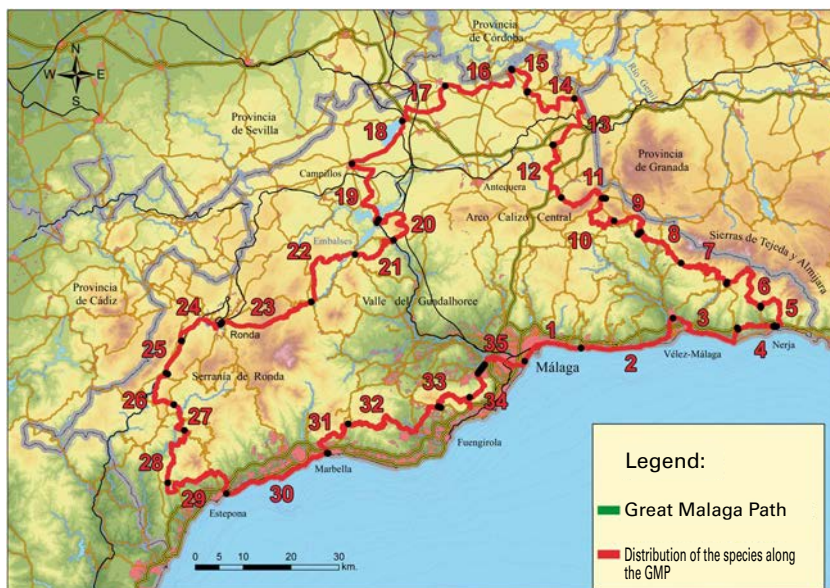 Provincia
de Córdoba
N
W E
S
Provincia
de Sevilla
Río Genil
15
16
14
17
18
13
Provincia
de Granada
12
Campillos
Antequera
11
19
9
Arco Calizo Central
20
10
8
Sierras de Tejeda y Almijara
Embalses
21
7
22
6
Provincia
de Cádiz
Valle del Guadalhorce
24
23
5
Ronda
1
3
4
Nerja
35
Málaga
2
Vélez-Málaga
25
Serranía de Ronda
26
33
34
27
32
31
Fuengirola
28
Marbella
29
30
Estepona
0 5 10 20 30
km.
Legend:
Great Malaga Path
Distribution of the species along
the GMP